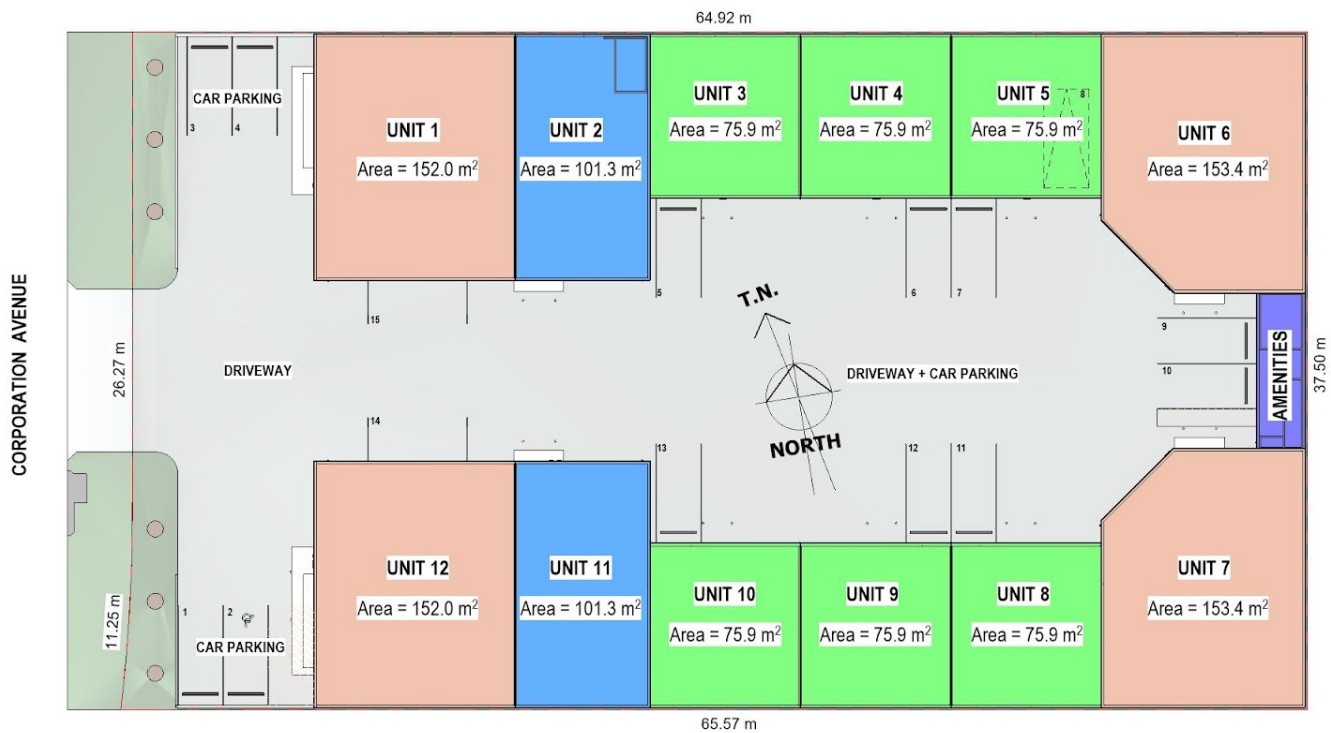 64.92 m
CAR PARKING
3
4
UNIT 1
Area = 152.0 m²
UNIT 2
Area = 101.3 m²
UNIT 3
Area = 75.9 m²
UNIT 4
Area = 75.9 m²
UNIT 5
Area = 75.9 m²
8
UNIT 6
Area = 153.4 m²
CORPORATION AVENUE
26.27 m
DRIVEWAY
15
14
5
6
7
T.N.
NORTH
DRIVEWAY + CAR PARKING
9
10
AMENITIES
37.50 m
13
12
11
11.25 m
1
2
CAR PARKING
UNIT 12
Area = 152.0 m²
UNIT 11
Area = 101.3 m²
UNIT 10
Area = 75.9 m²
UNIT 9
Area = 75.9 m²
UNIT 8
Area = 75.9 m²
UNIT 7
Area = 153.4 m²
65.57 m